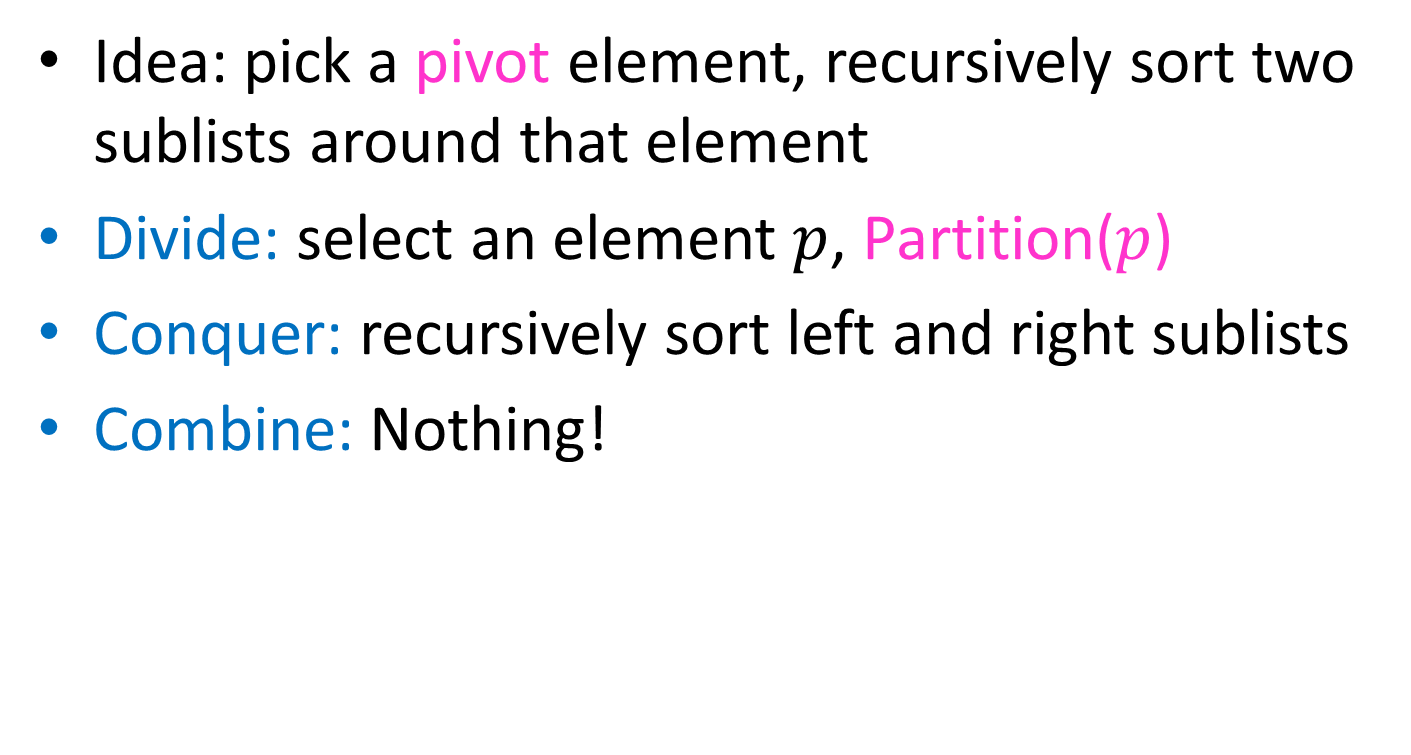 • Idea: pick a pivot element, recursively sort two
sublists around that element
• Divide: select an element 𝑝, Partition(𝑝)
• Conquer: recursively sort left and right sublists
• Combine: Nothing!